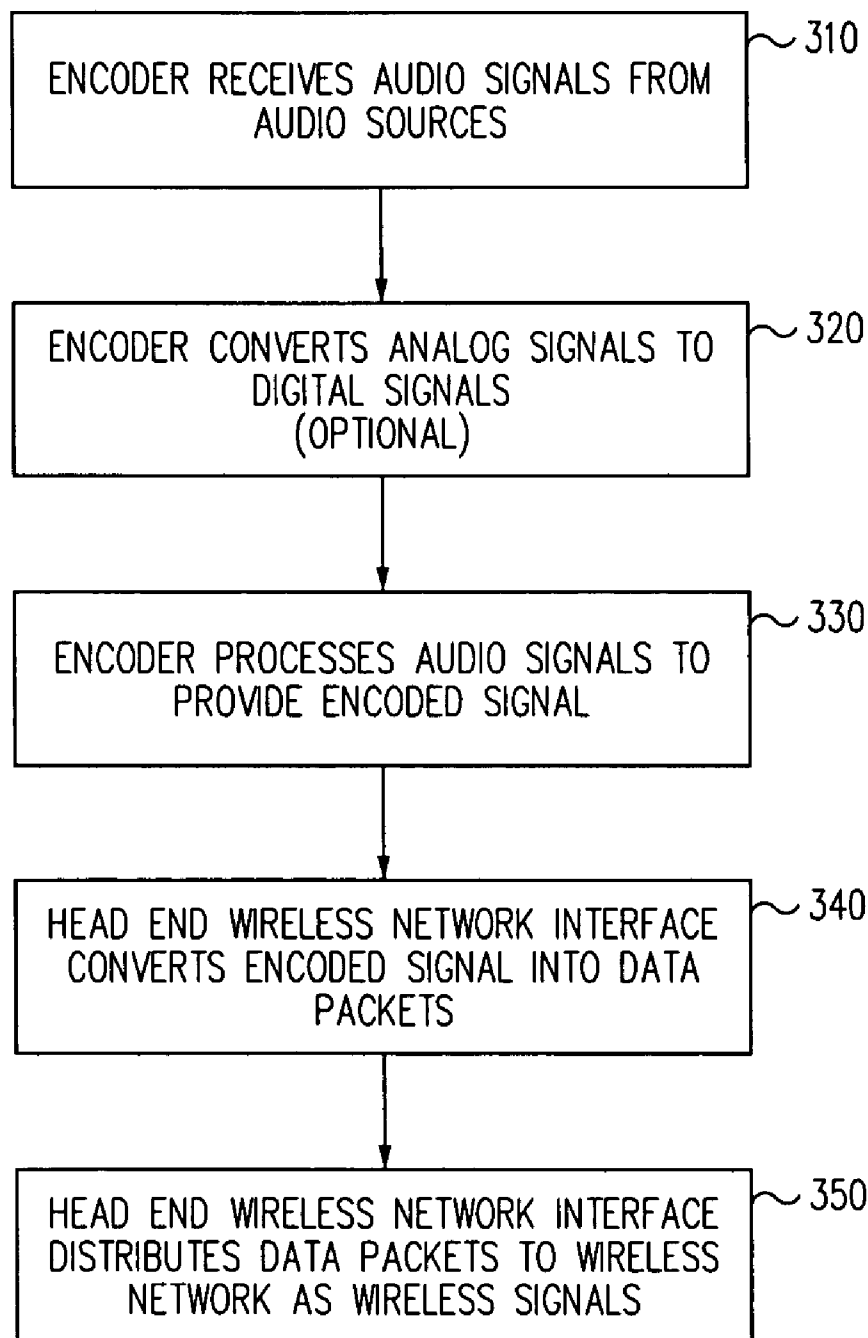 310
ENCODER RECEIVES AUDIO SIGNALS FROM
AUDIO SOURCES
320
ENCODER CONVERTS ANALOG SIGNALS TO
DIGITAL SIGNALS
(OPTIONAL)
330
ENCODER PROCESSES AUDIO SIGNALS TO
PROVIDE ENCODED SIGNAL
340
HEAD END WIRELESS NETWORK INTERFACE
CONVERTS ENCODED SIGNAL INTO DATA
PACKETS
350
HEAD END WIRELESS NETWORK INTERFACE
DISTRIBUTES DATA PACKETS TO WIRELESS
NETWORK AS WIRELESS SIGNALS